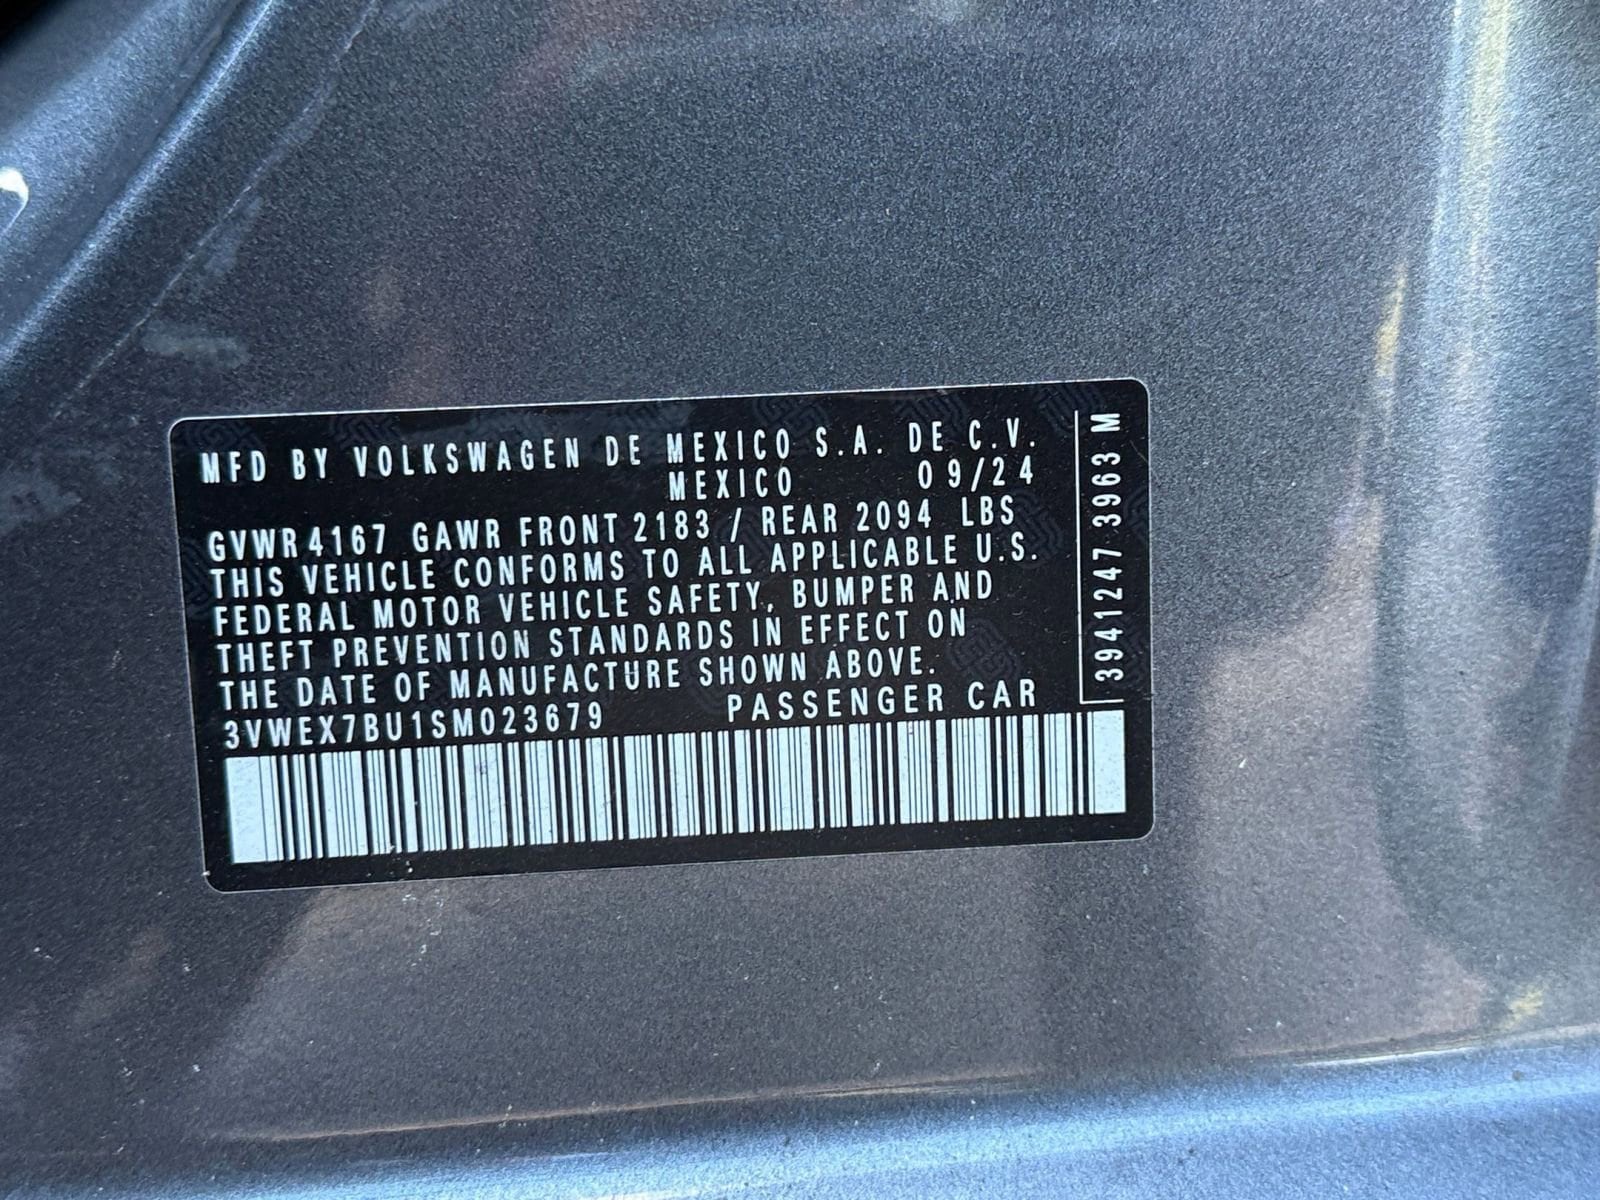 MFD BY VOLKSWAGEN DE MEXICO S.A. DE C.V.
MEXICO 09/24
GVWR 4167 GAWR FRONT 2183 / REAR 2094 LBS
THIS VEHICLE CONFORMS TO ALL APPLICABLE U.S.
FEDERAL MOTOR VEHICLE SAFETY, BUMPER AND
THEFT PREVENTION STANDARDS IN EFFECT ON
THE DATE OF MANUFACTURE SHOWN ABOVE.
3VWEX7BU1SM023679 PASSENGER CAR
3941247 3963 M